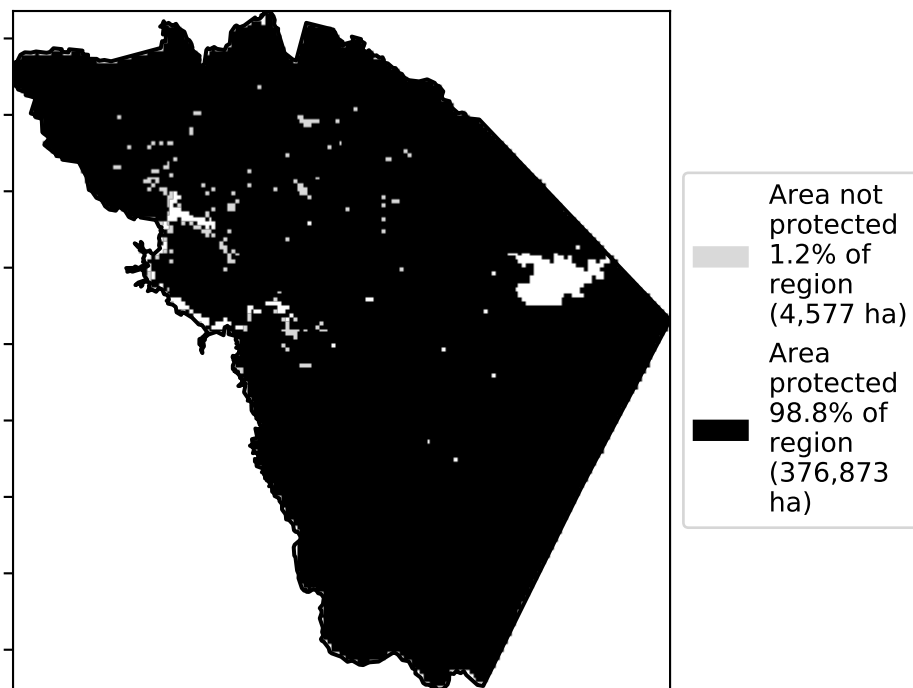 Area not
protected
1.2% of
region
(4,577 ha)
Area
protected
98.8% of
region
(376,873
ha)